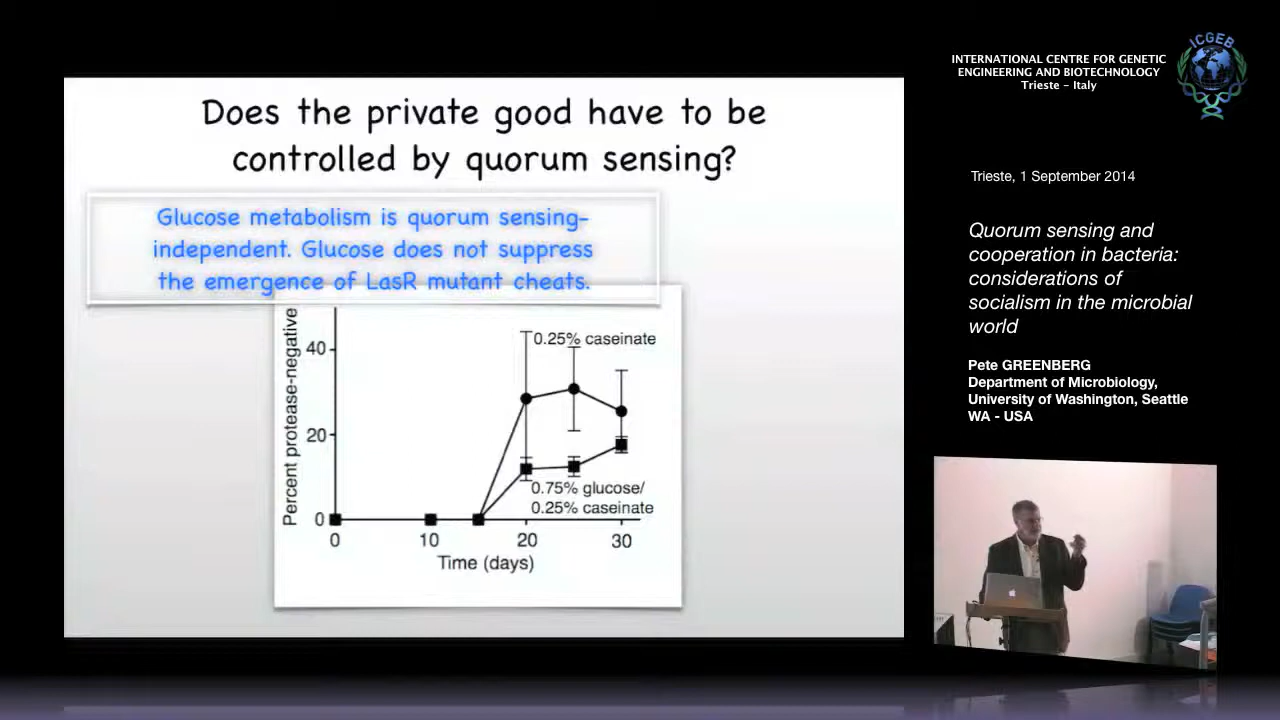 Does the private good have to be
controlled by quorum sensing?
Glucose metabolism is quorum sensing-
independent. Glucose does not suppress
the emergence of LasR mutant cheats.
Percent protease-negative
40
20
0
0.25% caseinate
0.75% glucose/
0.25% caseinate
0
10
20
30
Time (days)
INTERNATIONAL CENTRE FOR GENETIC
ENGINEERING AND BIOTECHNOLOGY
Trieste – Italy
ICGEB
Trieste, 1 September 2014
Quorum sensing and
cooperation in bacteria:
considerations of
socialism in the microbial
world
Pete GREENBERG
Department of Microbiology,
University of Washington, Seattle
WA - USA